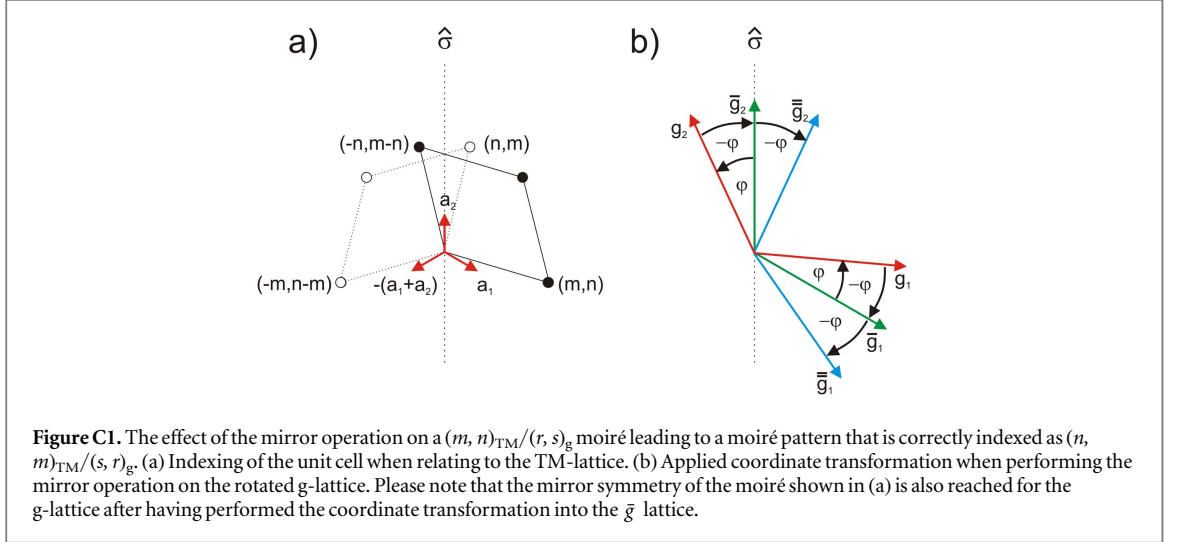 a)
σ̂
b)
σ̂
(-n,m-n)
(n,m)
a₂
(-m,n-m)
-(a₁+a₂)
a₁
(m,n)
g₂
ḡ₂
g̿₂
−φ
−φ
φ
φ
−φ
g₁
−φ
ḡ₁
g̿₁
Figure C1. The effect of the mirror operation on a (m, n)TM/(r, s)g moiré leading to a moiré pattern that is correctly indexed as (n,
m)TM/(s, r)g. (a) Indexing of the unit cell when relating to the TM-lattice. (b) Applied coordinate transformation when performing the
mirror operation on the rotated g-lattice. Please note that the mirror symmetry of the moiré shown in (a) is also reached for the
g-lattice after having performed the coordinate transformation into the ḡ lattice.